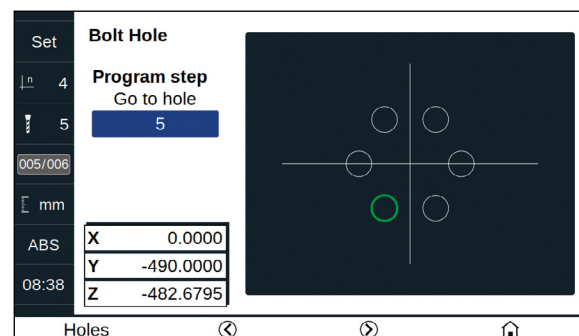 Set
n 4
5
005/006
mm
ABS
08:38
Bolt Hole
Program step
Go to hole
5
X 0.0000
Y -490.0000
Z -482.6795
Holes